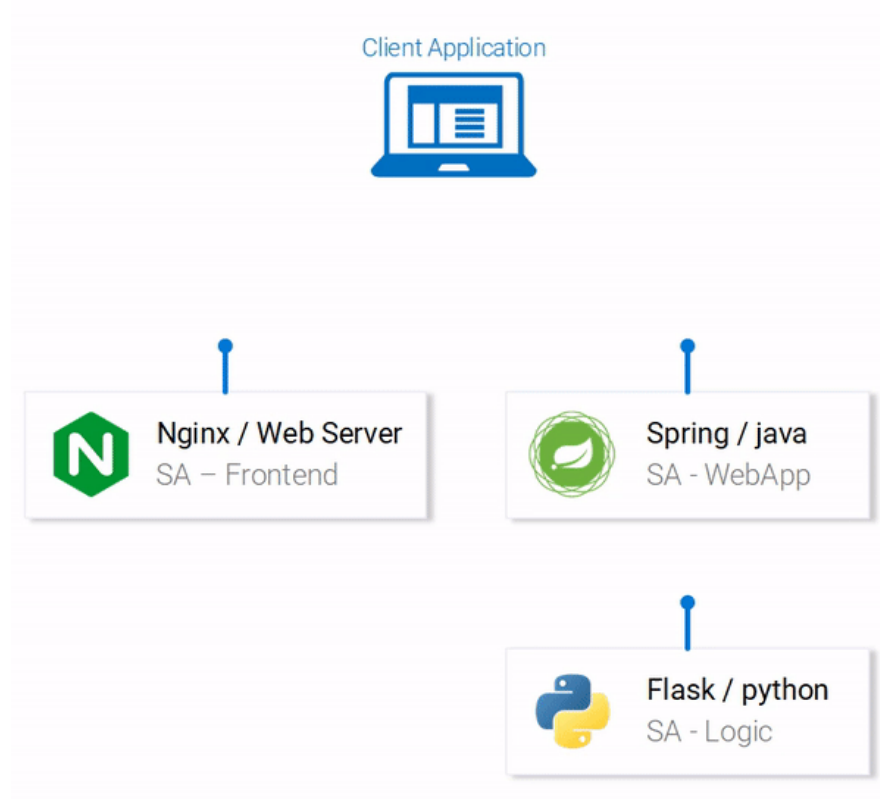 Client Application
Nginx / Web Server
SA – Frontend
Spring / java
SA - WebApp
Flask / python
SA - Logic